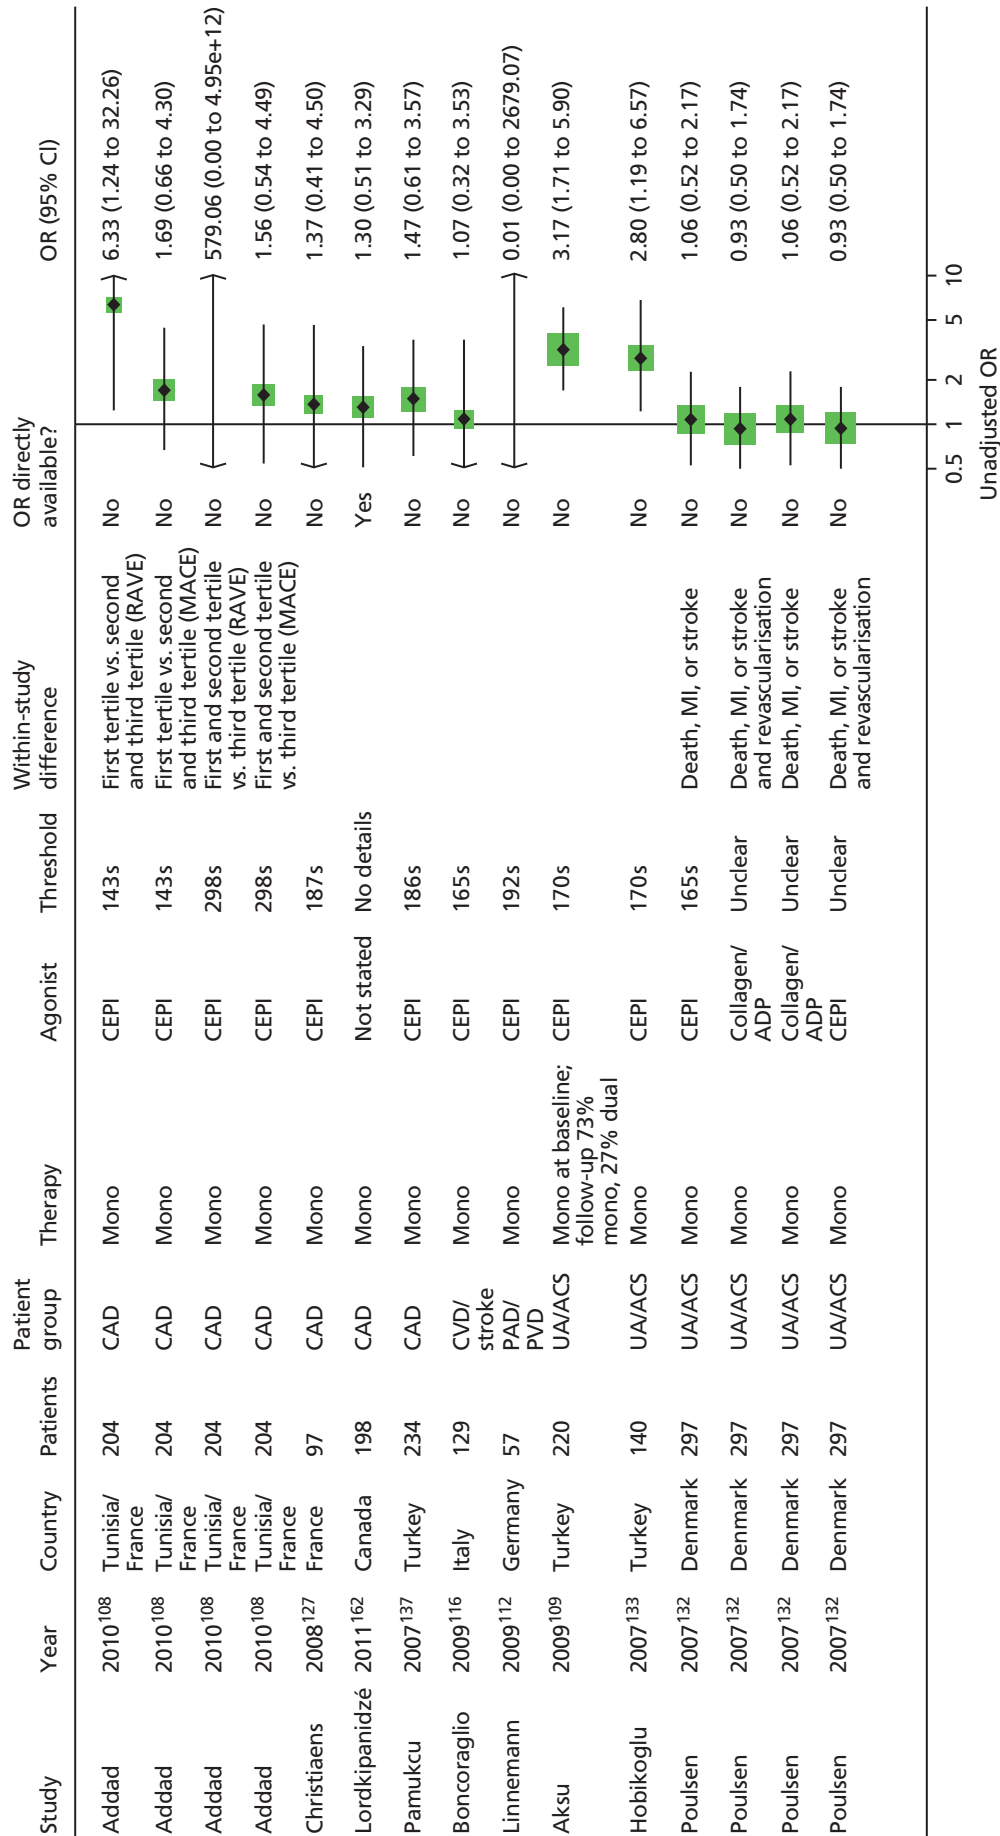 Study Year Country Patients Patient group Therapy Agonist Threshold Within-study difference OR directly available? OR (95% CI)
Addad 2010108 Tunisia/ France 204 CAD Mono CEPI 143s First tertile vs. second and third tertile (RAVE) No 6.33 (1.24 to 32.26)
Addad 2010108 Tunisia/ France 204 CAD Mono CEPI 143s First tertile vs. second and third tertile (MACE) No 1.69 (0.66 to 4.30)
Addad 2010108 Tunisia/ France 204 CAD Mono CEPI 298s First and second tertile vs. third tertile (RAVE) No 579.06 (0.00 to 4.95e+12)
Addad 2010108 Tunisia/ France 204 CAD Mono CEPI 298s First and second tertile vs. third tertile (MACE) No 1.56 (0.54 to 4.49)
Christiaens 2008127 France 97 CAD Mono CEPI 187s No 1.37 (0.41 to 4.50)
Lordkipanidzé 2011162 Canada 198 CAD Mono Not stated No details Yes 1.30 (0.51 to 3.29)
Pamukcu 2007137 Turkey 234 CAD Mono CEPI 186s No 1.47 (0.61 to 3.57)
Boncoraglio 2009116 Italy 129 CVD/ stroke Mono CEPI 165s No 1.07 (0.32 to 3.53)
Linnemann 2009112 Germany 57 PAD/ PVD Mono CEPI 192s No 0.01 (0.00 to 2679.07)
Aksu 2009109 Turkey 220 UA/ACS Mono at baseline; follow-up 73% mono, 27% dual CEPI 170s No 3.17 (1.71 to 5.90)
Hobikoglu 2007133 Turkey 140 UA/ACS Mono CEPI 170s No 2.80 (1.19 to 6.57)
Poulsen 2007132 Denmark 297 UA/ACS Mono CEPI 165s Death, MI, or stroke No 1.06 (0.52 to 2.17)
Poulsen 2007132 Denmark 297 UA/ACS Mono Collagen/ ADP Unclear Death, MI, or stroke and revascularisation No 0.93 (0.50 to 1.74)
Poulsen 2007132 Denmark 297 UA/ACS Mono Collagen/ ADP Unclear Death, MI, or stroke No 1.06 (0.52 to 2.17)
Poulsen 2007132 Denmark 297 UA/ACS Mono CEPI Unclear Death, MI, or stroke and revascularisation No 0.93 (0.50 to 1.74)
0.5 1 2 5 10
Unadjusted OR